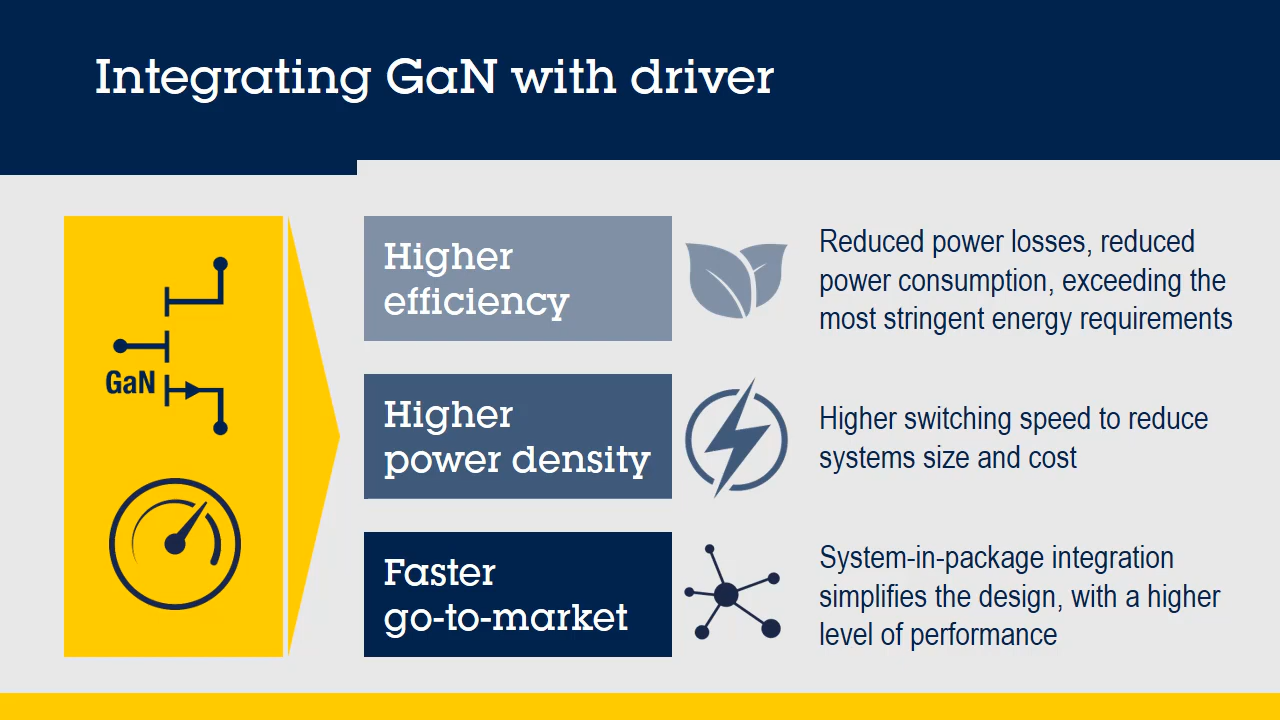 Integrating GaN with driver
GaN
Higher
efficiency
Reduced power losses, reduced
power consumption, exceeding the
most stringent energy requirements
Higher
power density
Higher switching speed to reduce
systems size and cost
Faster
go-to-market
System-in-package integration
simplifies the design, with a higher
level of performance